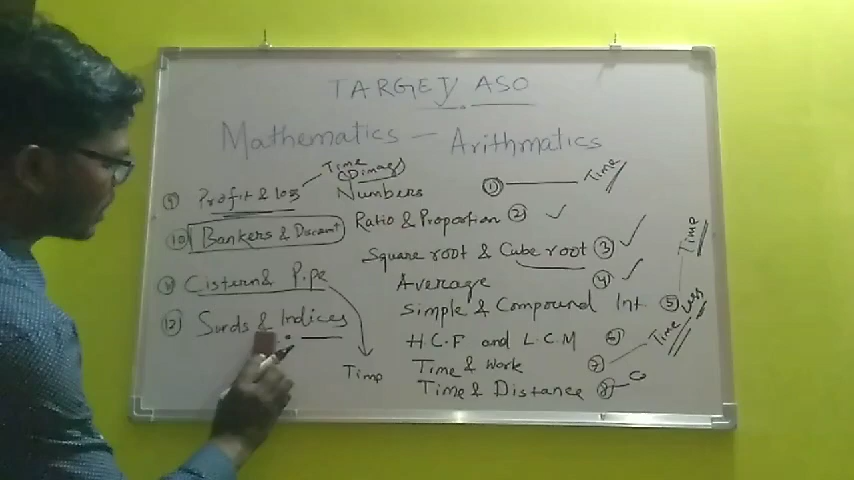 TARGET ASO
Mathematics - Arithmatics
Numbers ① Time
Ratio & Proportion ②
Square root & Cube root ③
Average ④
Simple & Compound Int. ⑤ Time
H.C.F and L.C.M ⑥
Time & Work ⑦ Time Less
Time & Distance ⑧
⑨ Profit & loss Time
⑩ Bankers & Discount
Cistern & Pipe Time
⑫ Surds & Indices